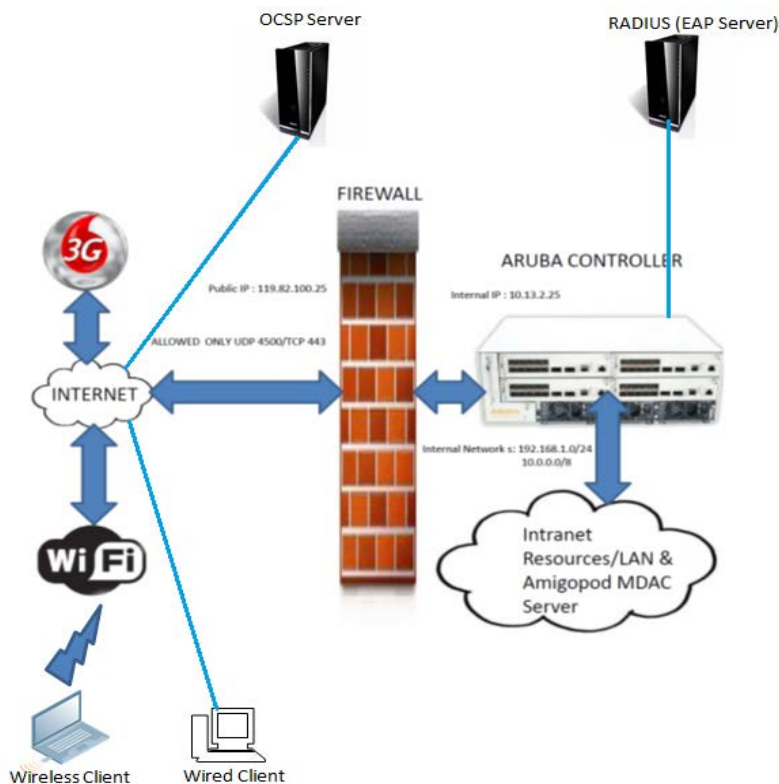 OCSP Server
RADIUS (EAP Server)
FIREWALL
3G
ARUBA CONTROLLER
Public IP : 119.82.100.25
Internal IP : 10.13.2.25
ALLOWED ONLY UDP 4500/TCP 443
INTERNET
Internal Network s: 192.168.1.0/24
10.0.0.0/8
Wi Fi
Intranet
Resources/LAN &
Amigopod MDAC
Server
Wireless Client
Wired Client